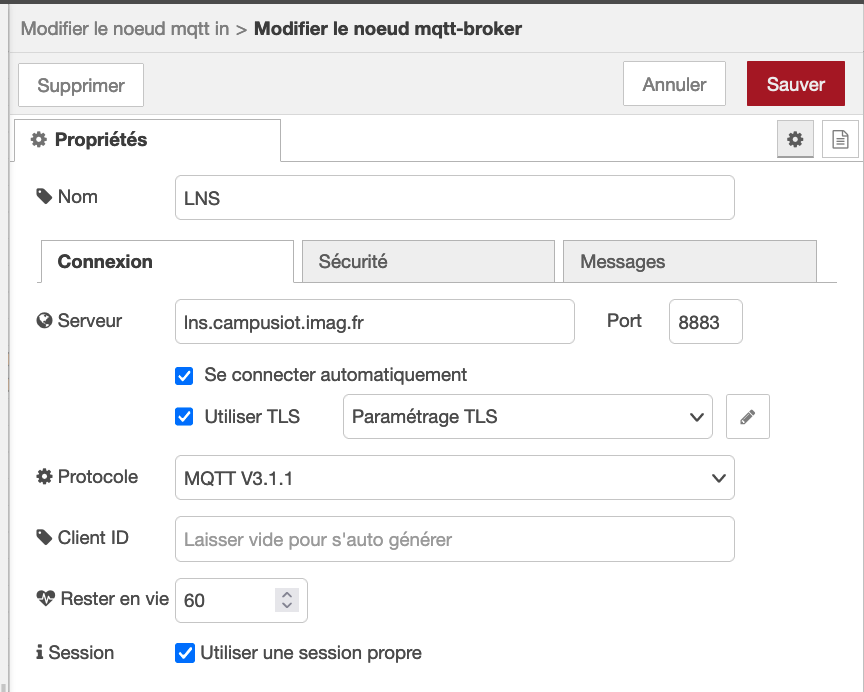 Modifier le noeud mqtt in > Modifier le noeud mqtt-broker
Supprimer Annuler Sauver
Propriétés
Nom LNS
Connexion Sécurité Messages
Serveur lns.campusiot.imag.fr Port 8883
Se connecter automatiquement
Utiliser TLS Paramétrage TLS
Protocole MQTT V3.1.1
Client ID Laisser vide pour s'auto générer
Rester en vie 60
Session Utiliser une session propre